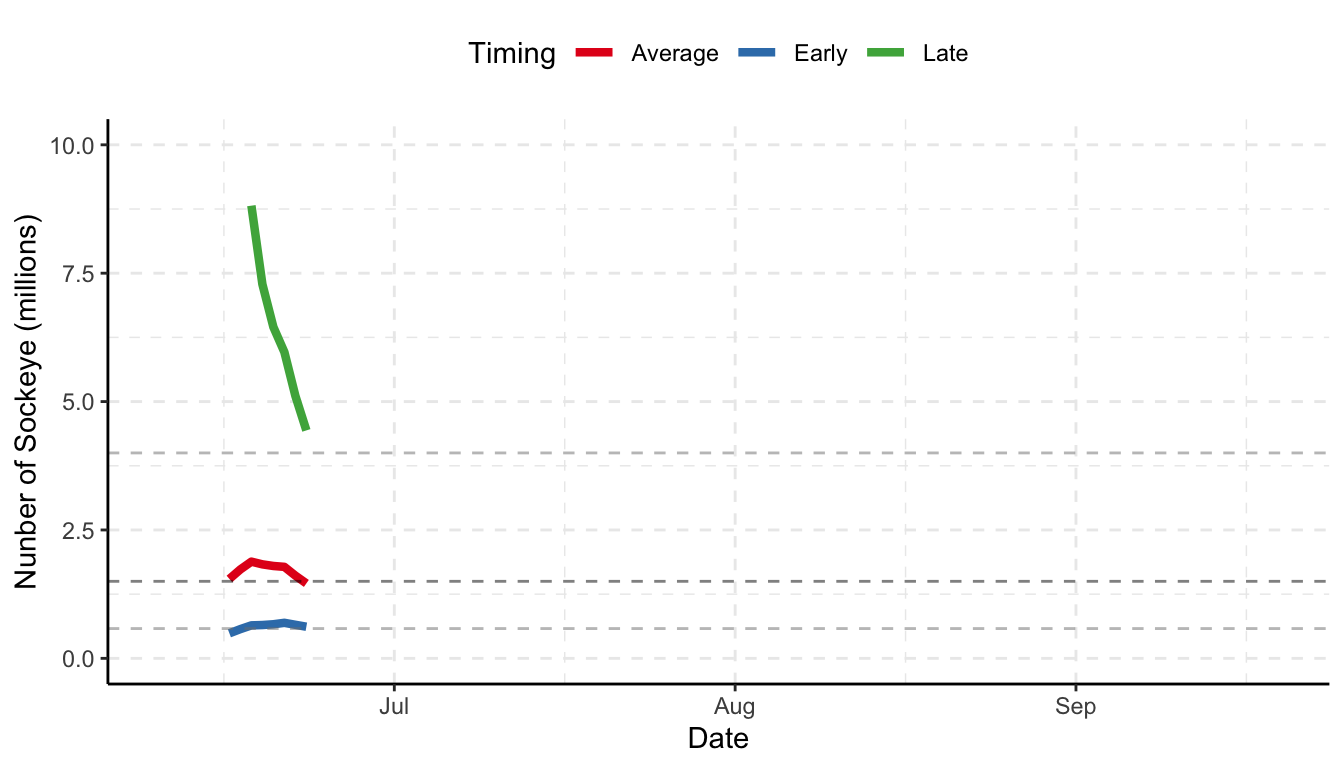 Timing Average Early Late
Nunber of Sockeye (millions)
10.0
7.5
5.0
2.5
0.0
Jul Aug Sep
Date